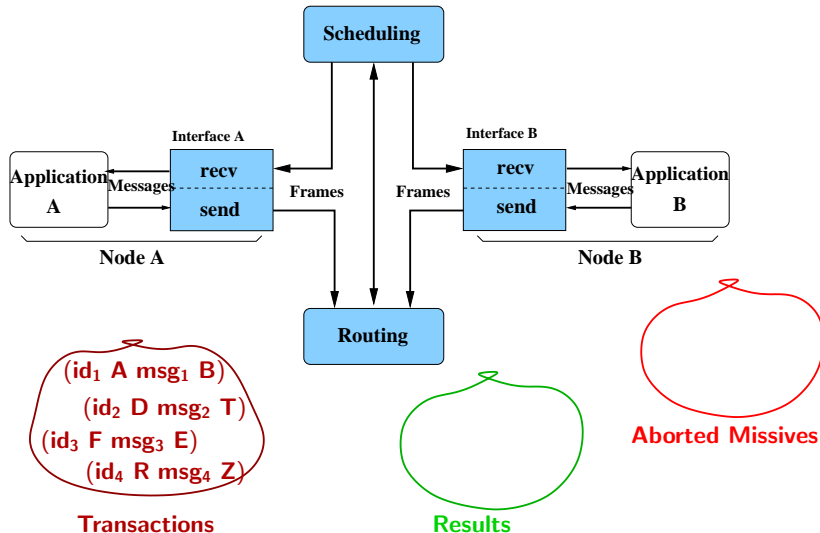 Scheduling
Interface A
Interface B
Application
A
Messages
recv
send
Frames
Frames
recv
send
Messages
Application
B
Node A
Node B
Routing
(id₁ A msg₁ B)
(id₂ D msg₂ T)
(id₃ F msg₃ E)
(id₄ R msg₄ Z)
Transactions
Results
Aborted Missives